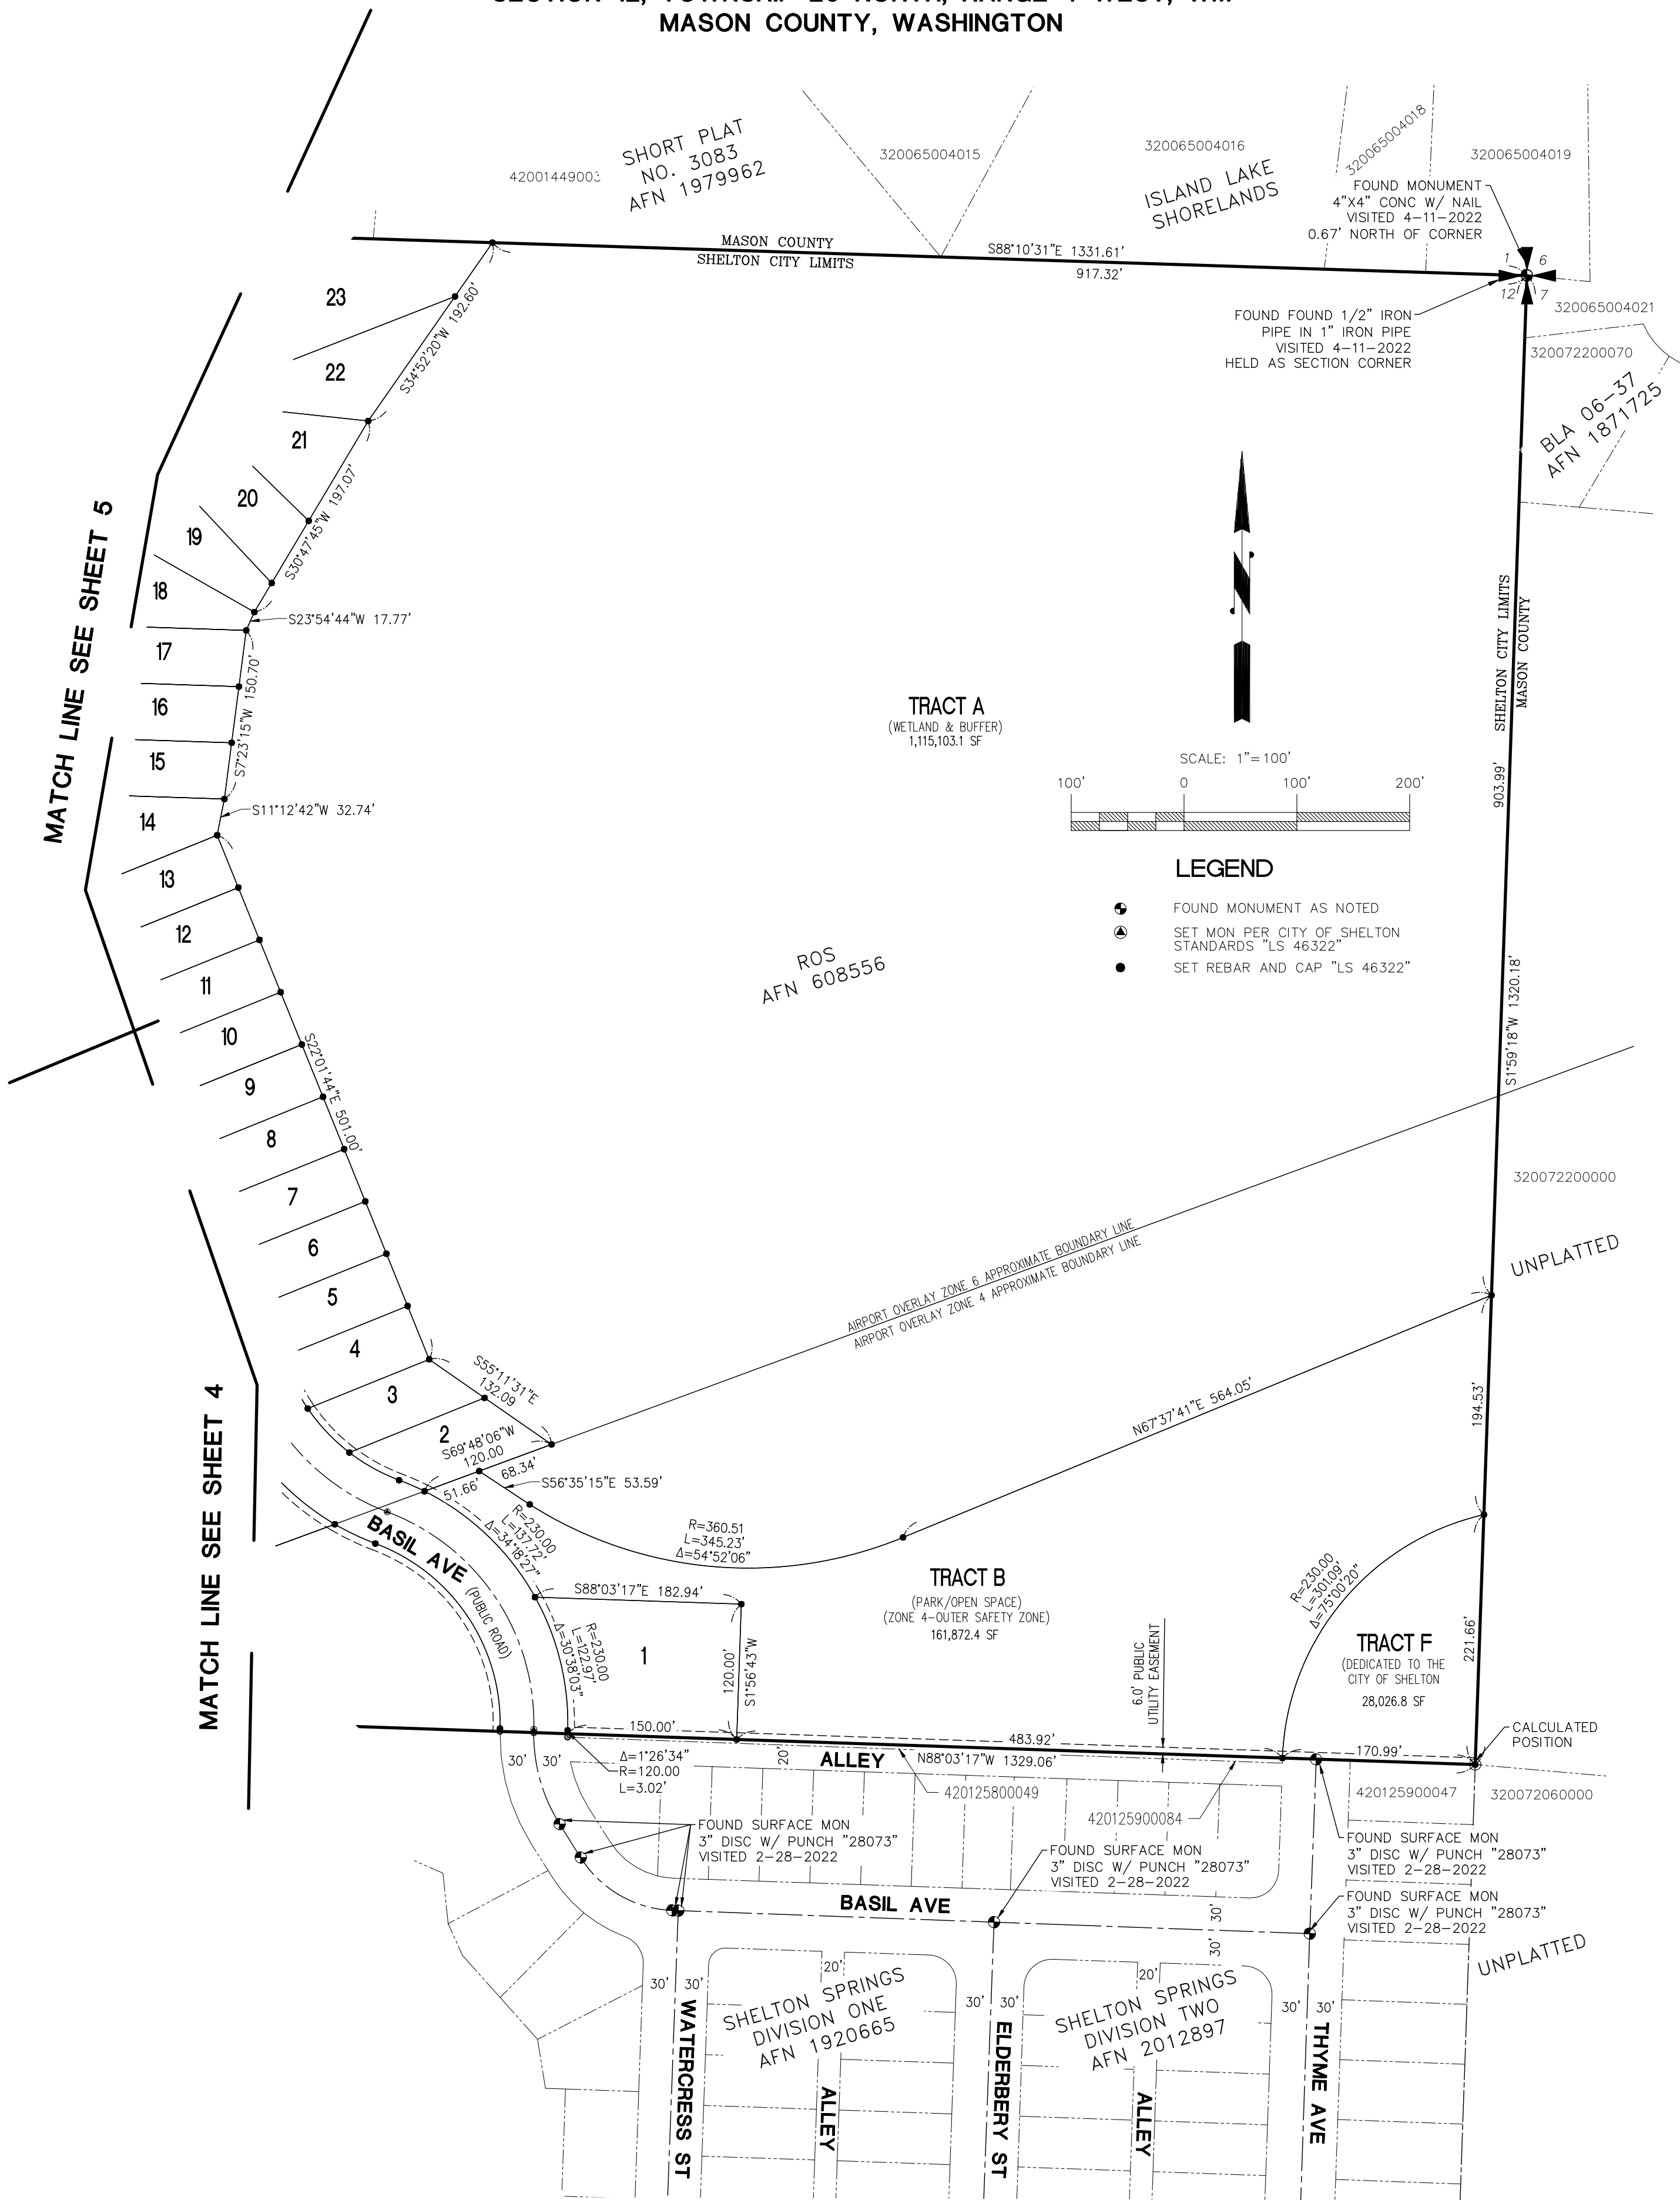 MASON COUNTY, WASHINGTON
SHORT PLAT
NO. 3083
AFN 1979962
320065004015
320065004016
320065004018
320065004019
ISLAND LAKE
SHORELANDS
FOUND MONUMENT
4"X4" CONC W/ NAIL
VISITED 4-11-2022
0.67' NORTH OF CORNER
MASON COUNTY
SHELTON CITY LIMITS
S88°10'31"E 1331.61'
917.32'
1
6
12
7
320065004021
FOUND FOUND 1/2" IRON
PIPE IN 1" IRON PIPE
VISITED 4-11-2022
HELD AS SECTION CORNER
320072200070
BLA 06-37
AFN 1871725
23
22
21
20
19
18
17
16
15
14
13
12
11
10
9
8
7
6
5
4
3
2
1
S34°52'20"W 192.60'
S30°47'45"W 197.07'
S23°54'44"W 17.77'
S7°23'15"W 150.70'
S11°12'42"W 32.74'
S22°01'44"E 501.00'
MATCH LINE SEE SHEET 5
MATCH LINE SEE SHEET 4
TRACT A
(WETLAND & BUFFER)
1,115,103.1 SF
SCALE: 1"=100'
100'
0
100'
200'
LEGEND
FOUND MONUMENT AS NOTED
SET MON PER CITY OF SHELTON
STANDARDS "LS 46322"
SET REBAR AND CAP "LS 46322"
ROS
AFN 608556
SHELTON CITY LIMITS
MASON COUNTY
903.99'
S1°59'18"W 1320.18'
320072200000
UNPLATTED
AIRPORT OVERLAY ZONE 6 APPROXIMATE BOUNDARY LINE
AIRPORT OVERLAY ZONE 4 APPROXIMATE BOUNDARY LINE
S55°11'31"E
132.09
S69°48'06"W
120.00
68.34'
51.66'
S56°35'15"E 53.59'
N67°37'41"E 564.05'
194.53'
R=360.51
L=345.23'
Δ=54°52'06"
R=230.00
L=137.72'
Δ=34°18'27"
BASIL AVE
(PUBLIC ROAD)
S88°03'17"E 182.94'
R=230.00
L=122.97'
Δ=30°38'03"
120.00'
S1°56'43"W
TRACT B
(PARK/OPEN SPACE)
(ZONE 4-OUTER SAFETY ZONE)
161,872.4 SF
6.0' PUBLIC
UTILITY EASEMENT
R=230.00
L=301.09'
Δ=75°00'20"
TRACT F
(DEDICATED TO THE
CITY OF SHELTON
28,026.8 SF
221.66'
CALCULATED
POSITION
150.00'
483.92'
170.99'
30'
30'
Δ=1°26'34"
R=120.00
L=3.02'
20'
ALLEY
N88°03'17"W 1329.06'
420125800049
420125900084
420125900047
320072060000
FOUND SURFACE MON
3" DISC W/ PUNCH "28073"
VISITED 2-28-2022
FOUND SURFACE MON
3" DISC W/ PUNCH "28073"
VISITED 2-28-2022
FOUND SURFACE MON
3" DISC W/ PUNCH "28073"
VISITED 2-28-2022
FOUND SURFACE MON
3" DISC W/ PUNCH "28073"
VISITED 2-28-2022
BASIL AVE
30'
30'
UNPLATTED
30'
30'
20'
30'
30'
20'
30'
30'
SHELTON SPRINGS
DIVISION ONE
AFN 1920665
SHELTON SPRINGS
DIVISION TWO
AFN 2012897
WATERCRESS ST
ALLEY
ELDERBERY ST
ALLEY
THYME AVE